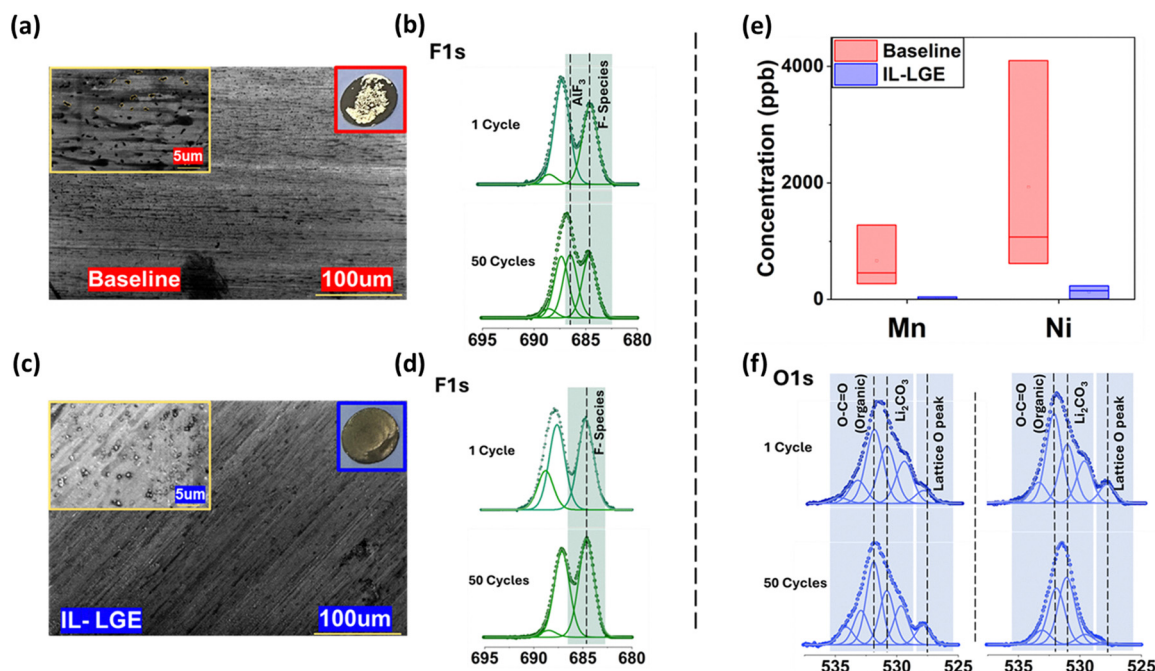 (a)
5um
Baseline
100um
(b)
F1s
AlF3
F- Species
1 Cycle
50 Cycles
695 690 685 680
(c)
5um
IL- LGE
100um
(d)
F1s
F- Species
1 Cycle
50 Cycles
695 690 685 680
(e)
Baseline
IL-LGE
Concentration (ppb)
4000
2000
0
Mn Ni
(f)
O1s
O-C=O
(Organic)
Li2CO3
Lattice O peak
O-C=O
(Organic)
Li2CO3
Lattice O peak
1 Cycle
50 Cycles
535 530 525 535 530 525